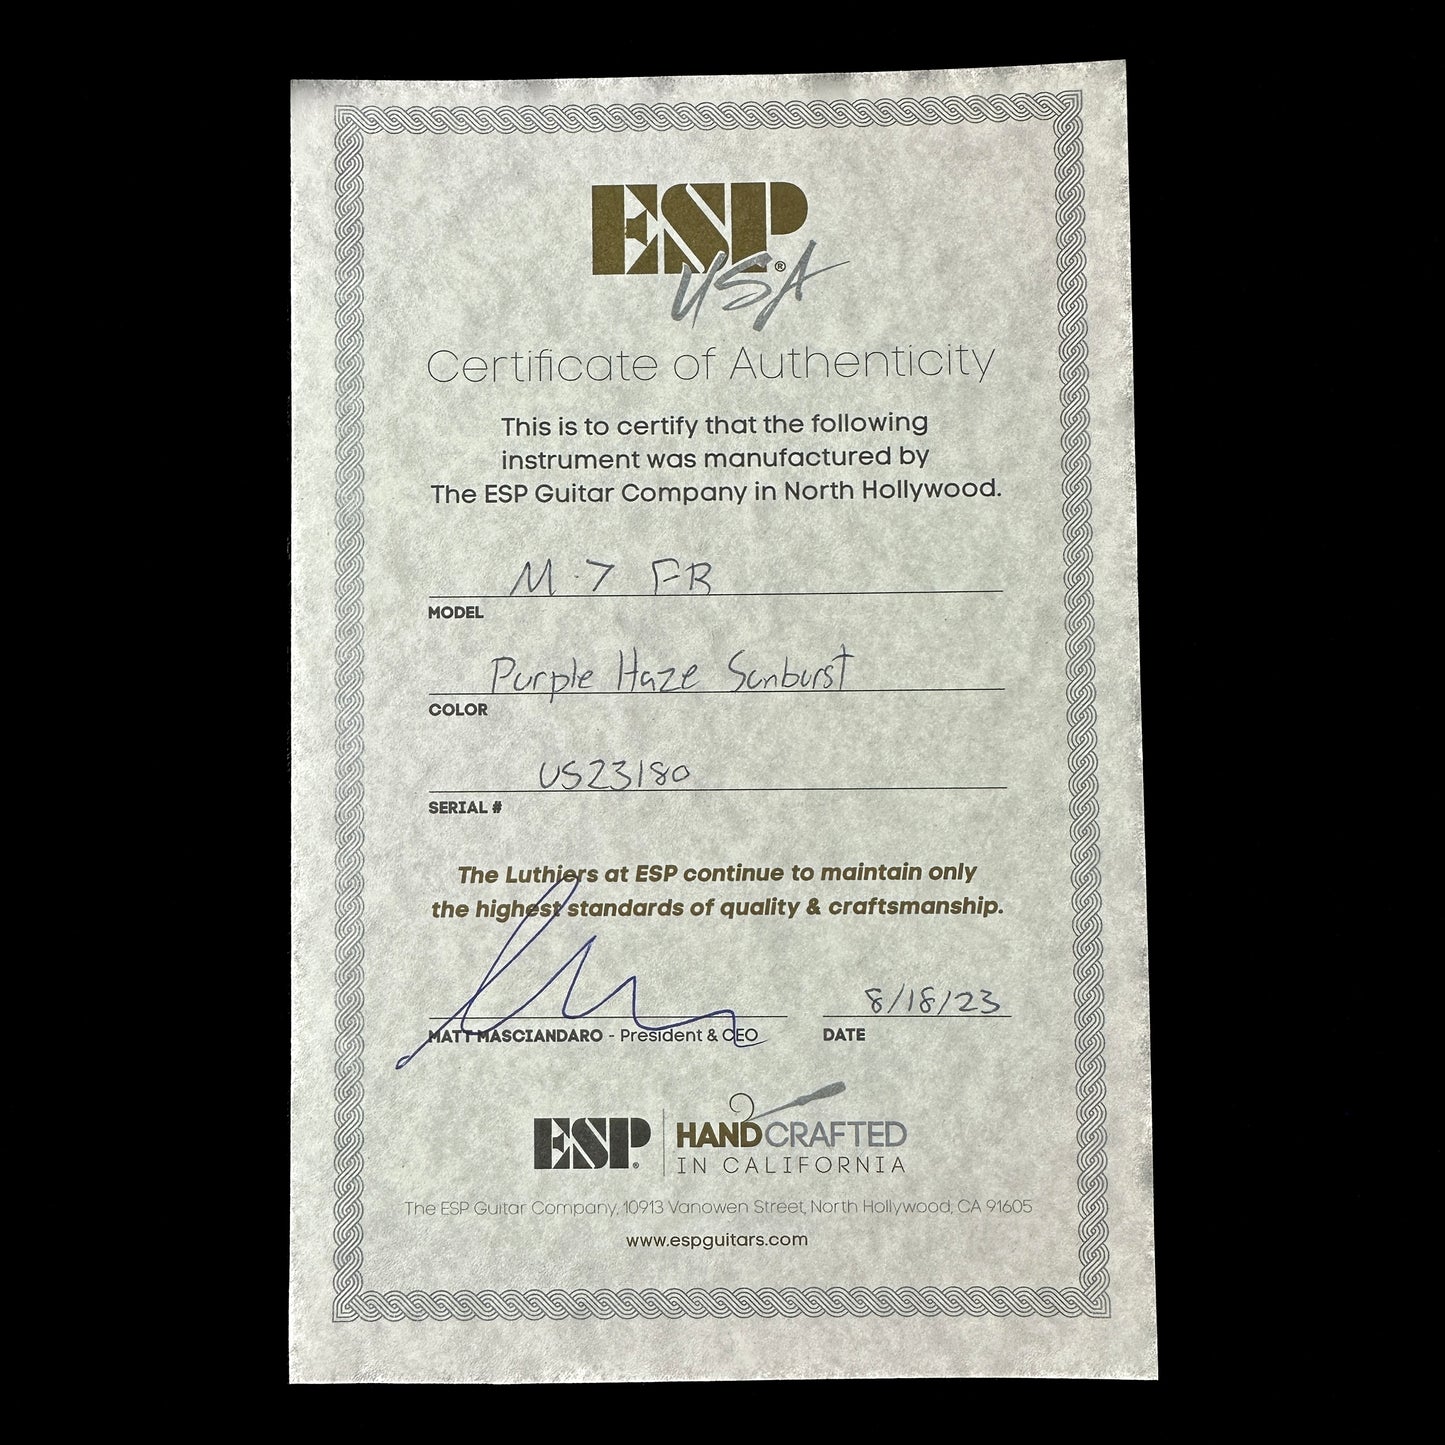 ESP®
USA
Certificate of Authenticity
This is to certify that the following
instrument was manufactured by
The ESP Guitar Company in North Hollywood.
M·7 FR
MODEL
Purple Haze Sunburst
COLOR
US23180
SERIAL #
The Luthiers at ESP continue to maintain only
the highest standards of quality & craftsmanship.
8/18/23
MATT MASCIANDARO - President & CEO DATE
ESP® HANDCRAFTED
IN CALIFORNIA
The ESP Guitar Company, 10913 Vanowen Street, North Hollywood, CA 91605
www.espguitars.com